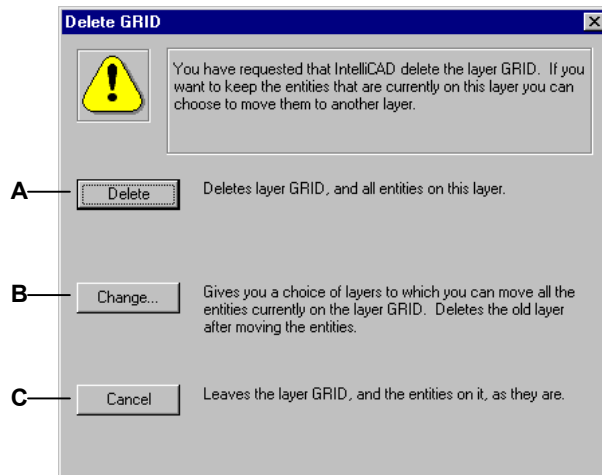 Delete GRID
You have requested that IntelliCAD delete the layer GRID. If you
want to keep the entities that are currently on this layer you can
choose to move them to another layer.
A Delete Deletes layer GRID, and all entities on this layer.
B Change... Gives you a choice of layers to which you can move all the
entities currently on the layer GRID. Deletes the old layer
after moving the entities.
C Cancel Leaves the layer GRID, and the entities on it, as they are.